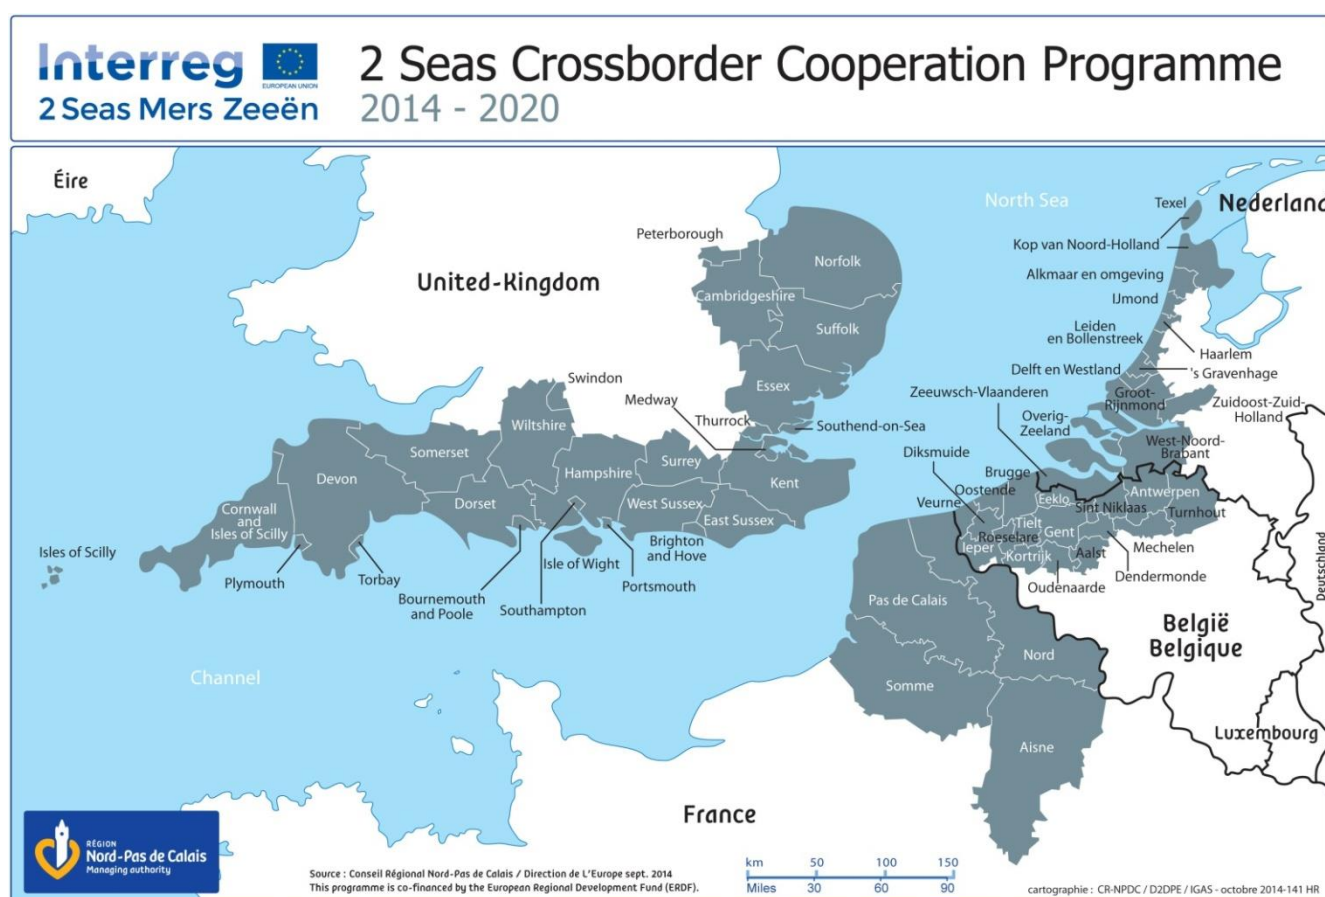 Interreg
EUROPEAN UNION
2 Seas Mers Zeeën
2 Seas Crossborder Cooperation Programme
2014 - 2020
Éire
North Sea
Texel
Nederland
Peterborough
Kop van Noord-Holland
Norfolk
United-Kingdom
Cambridgeshire
Alkmaar en omgeving
IJmond
Suffolk
Leiden
en Bollenstreek
Haarlem
Swindon
Essex
Delft en Westland
's Gravenhage
Medway
Zeeuwsch-Vlaanderen
Groot-
Rijnmond
Zuidoost-Zuid-
Holland
Thurrock
Southend-on-Sea
Overig-
Zeeland
Wiltshire
West-Noord-
Brabant
Somerset
Diksmuide
Surrey
Hampshire
Brugge
Devon
Kent
Oostende
Antwerpen
Eeklo
Veurne
Dorset
West Sussex
Sint Niklaas
Turnhout
Cornwall
and
Isles of Scilly
East Sussex
Tielt
Gent
Roeselare
Isles of Scilly
Brighton
and Hove
Ieper
Kortrijk
Aalst
Mechelen
Isle of Wight
Plymouth
Torbay
Portsmouth
Dendermonde
Oudenaarde
Bournemouth
and Poole
Southampton
Deutschland
Pas de Calais
België
Belgique
Nord
Channel
Somme
Luxembourg
Aisne
France
RÉGION
Nord-Pas de Calais
Managing authority
Source : Conseil Régional Nord-Pas de Calais / Direction de L'Europe sept. 2014
This programme is co-financed by the European Regional Development Fund (ERDF).
km 50 100 150
Miles 30 60 90
cartographie : CR-NPDC / D2DPE / IGAS - octobre 2014-141 HR